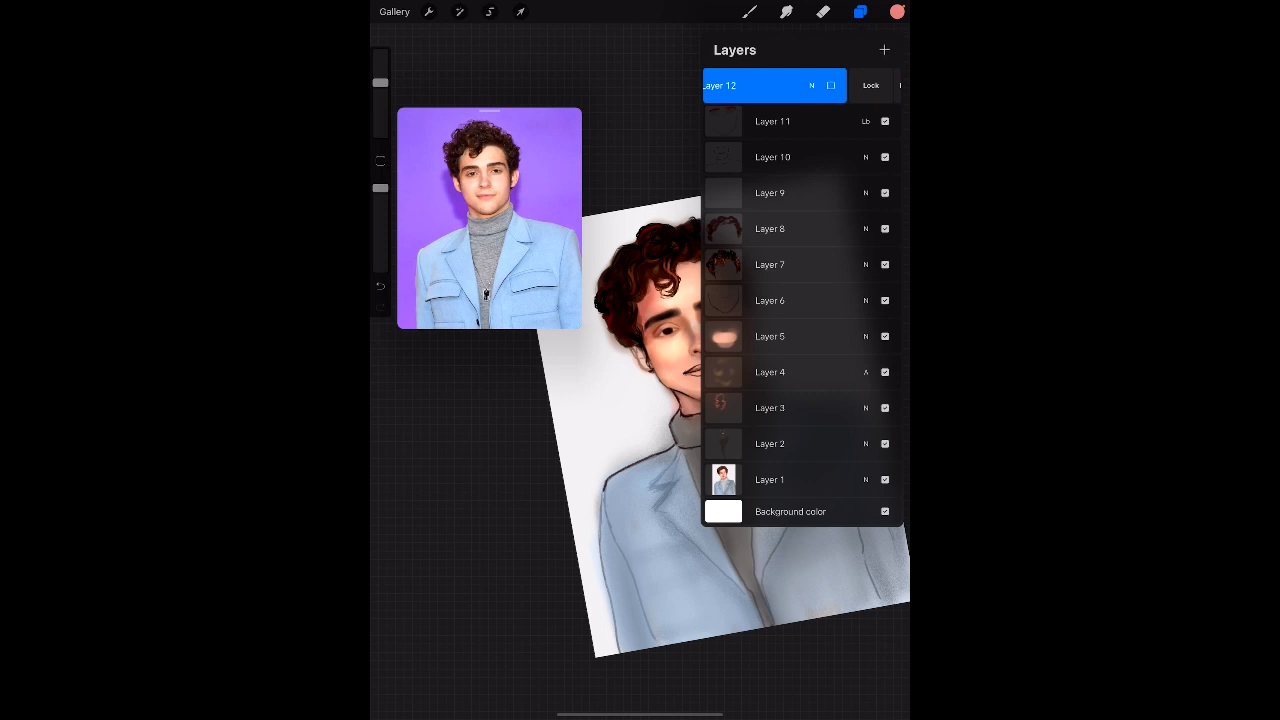 Gallery
Layers
Layer 12 N Lock
Layer 11 Lb
Layer 10 N
Layer 9 N
Layer 8 N
Layer 7 N
Layer 6 N
Layer 5 N
Layer 4 A
Layer 3 N
Layer 2 N
Layer 1 N
Background color